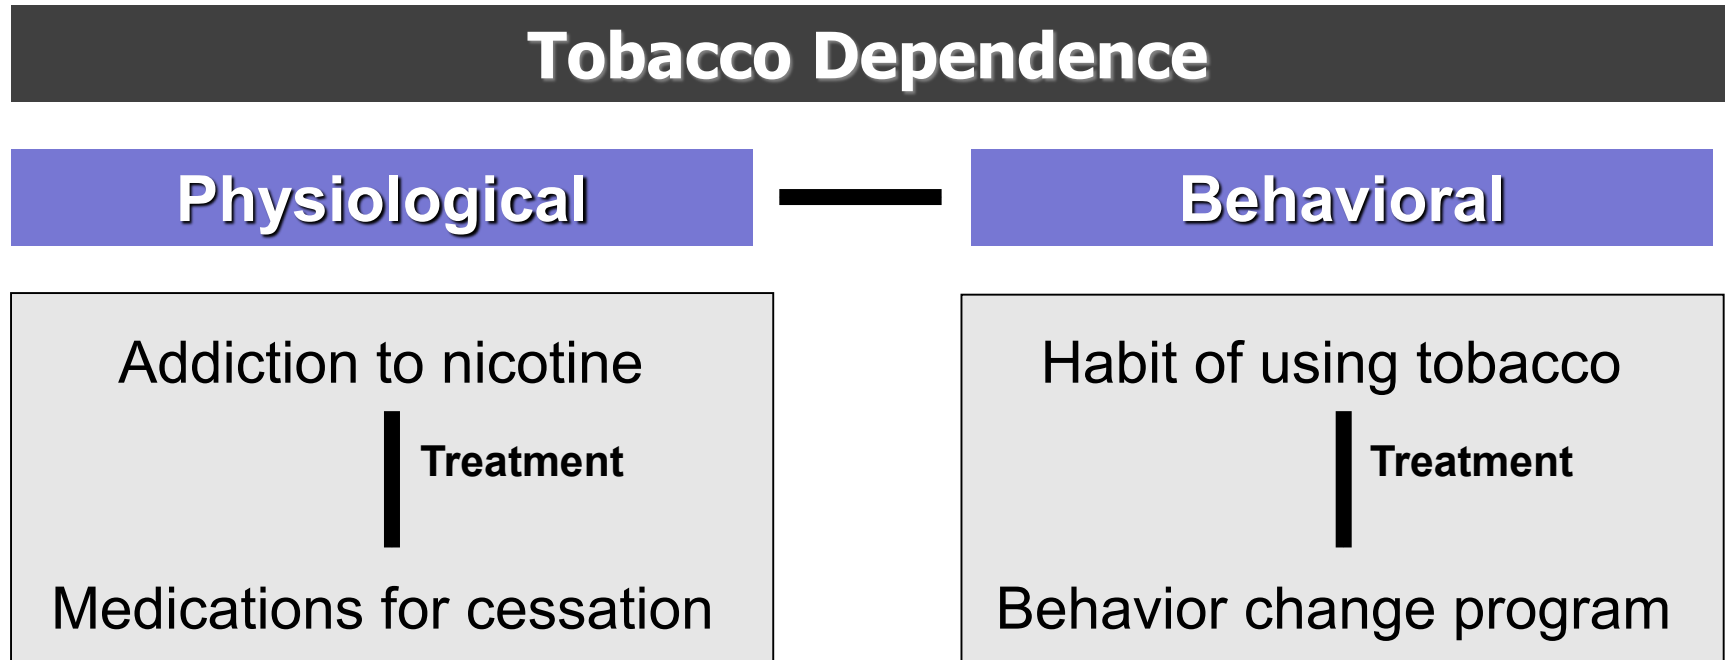 Tobacco Dependence
Physiological
Behavioral
Addiction to nicotine
Treatment
Medications for cessation
Habit of using tobacco
Treatment
Behavior change program